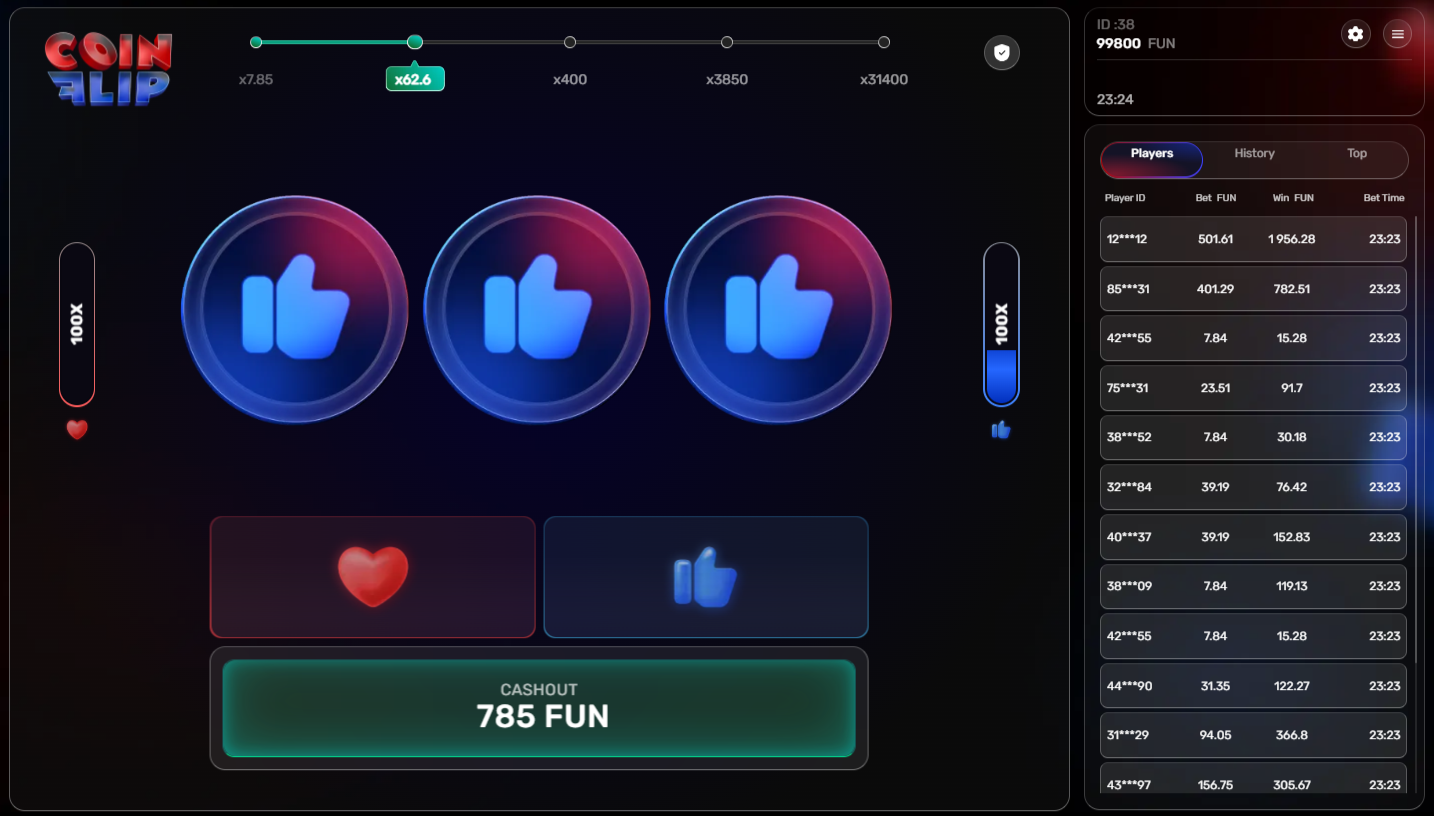 COIN
FLIP
x7.85
x62.6
x400
x3850
x31400
100X
100X
CASHOUT
785 FUN
ID :38
99800 FUN
23:24
Players History Top
Player ID Bet FUN Win FUN Bet Time
12***12 501.61 1 956.28 23:23
85***31 401.29 782.51 23:23
42***55 7.84 15.28 23:23
75***31 23.51 91.7 23:23
38***52 7.84 30.18 23:23
32***84 39.19 76.42 23:23
40***37 39.19 152.83 23:23
38***09 7.84 119.13 23:23
42***55 7.84 15.28 23:23
44***90 31.35 122.27 23:23
31***29 94.05 366.8 23:23
43***97 156.75 305.67 23:23